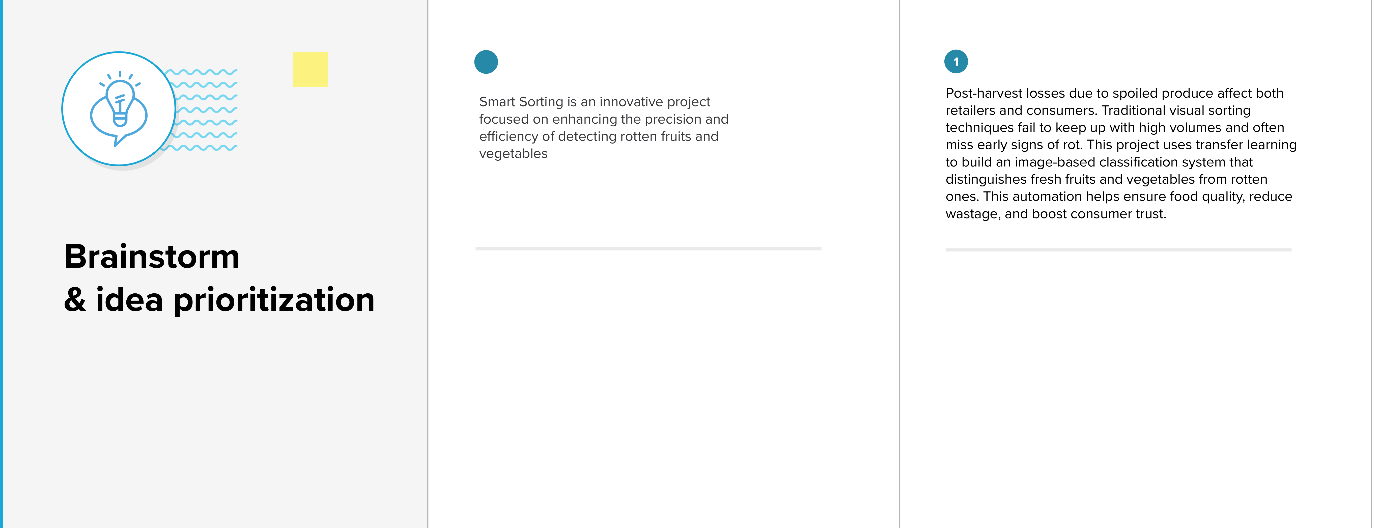 Brainstorm
& idea prioritization
Smart Sorting is an innovative project
focused on enhancing the precision and
efficiency of detecting rotten fruits and
vegetables
1
Post-harvest losses due to spoiled produce affect both
retailers and consumers. Traditional visual sorting
techniques fail to keep up with high volumes and often
miss early signs of rot. This project uses transfer learning
to build an image-based classification system that
distinguishes fresh fruits and vegetables from rotten
ones. This automation helps ensure food quality, reduce
wastage, and boost consumer trust.